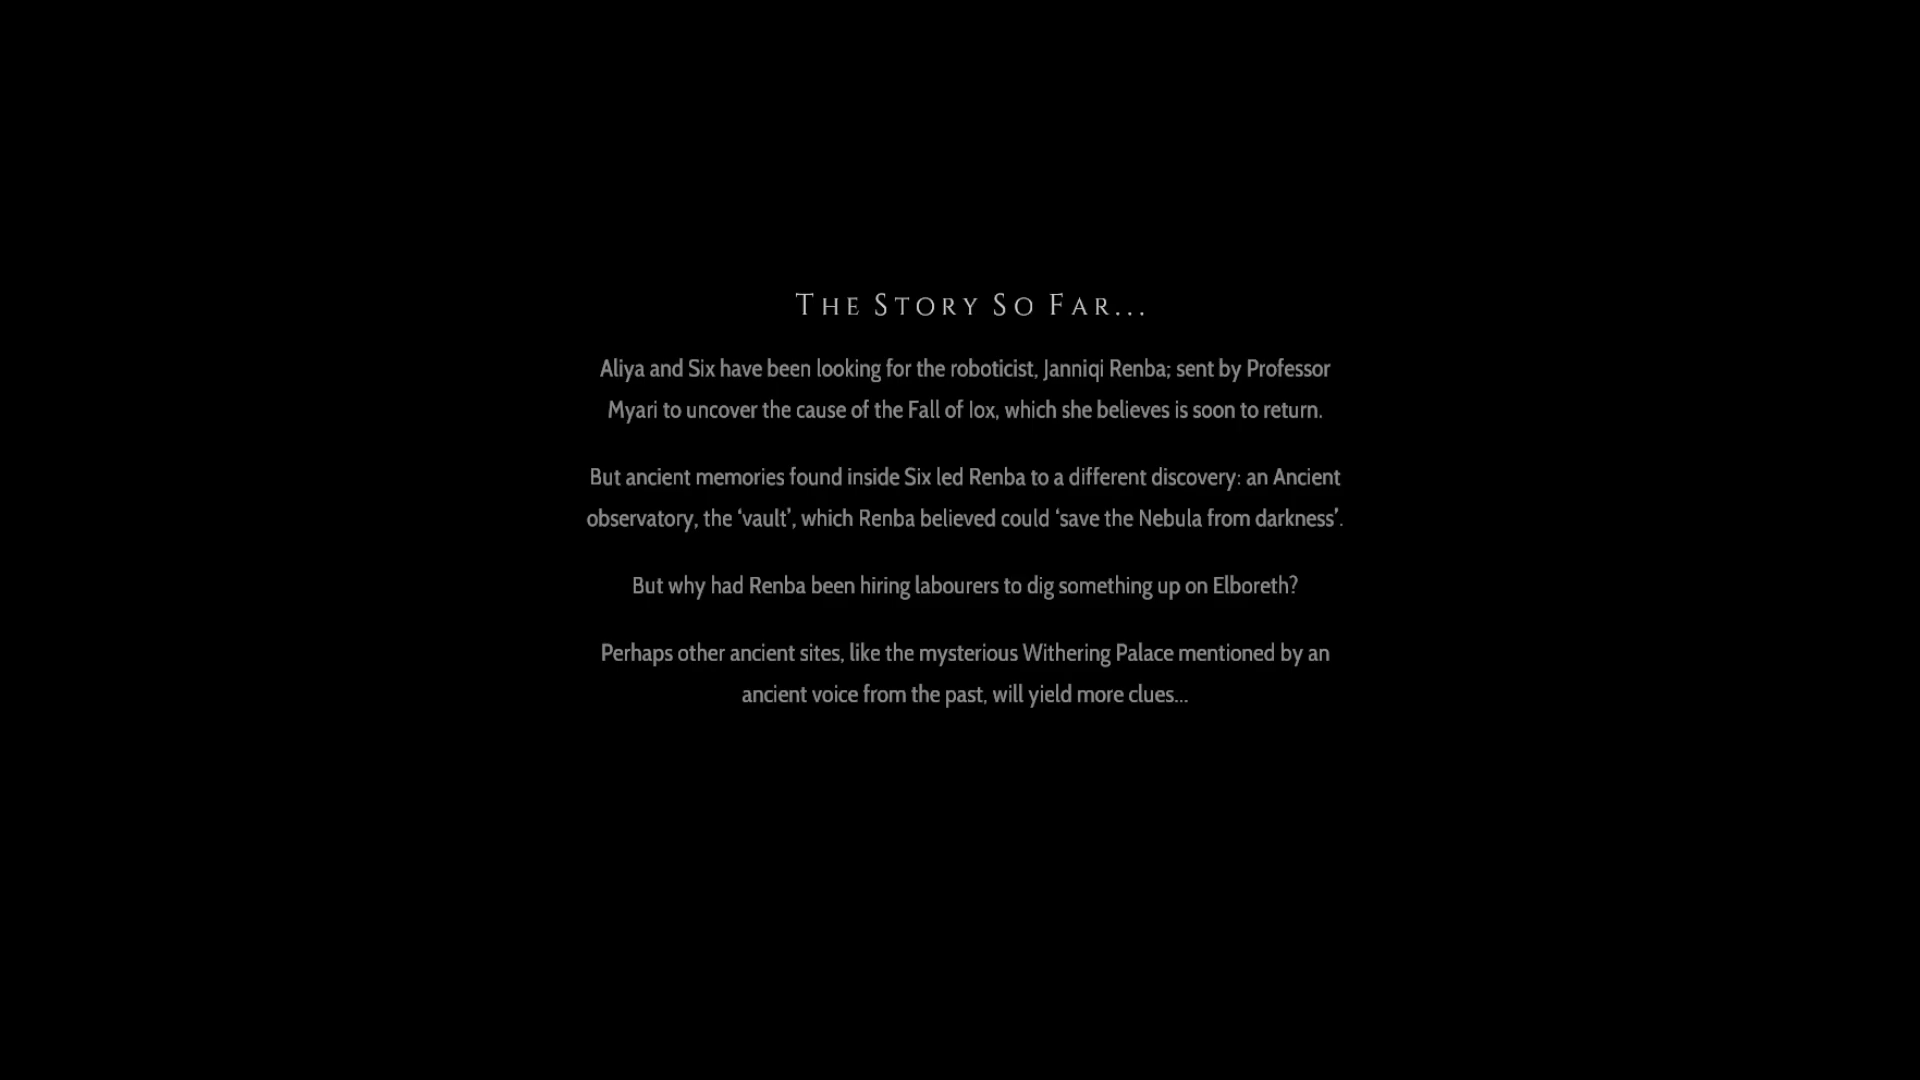 The Story So Far...
Aliya and Six have been looking for the roboticist, Janniqi Renba; sent by Professor
Myari to uncover the cause of the Fall of Iox, which she believes is soon to return.
But ancient memories found inside Six led Renba to a different discovery: an Ancient
observatory, the ‘vault’, which Renba believed could ‘save the Nebula from darkness’.
But why had Renba been hiring labourers to dig something up on Elboreth?
Perhaps other ancient sites, like the mysterious Withering Palace mentioned by an
ancient voice from the past, will yield more clues...